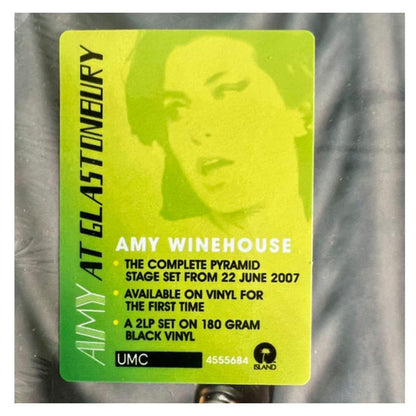 AMY AT GLASTONBURY
AMY WINEHOUSE
• THE COMPLETE PYRAMID
STAGE SET FROM 22 JUNE 2007
• AVAILABLE ON VINYL FOR
THE FIRST TIME
• A 2LP SET ON 180 GRAM
BLACK VINYL
UMC 4555684
ISLAND